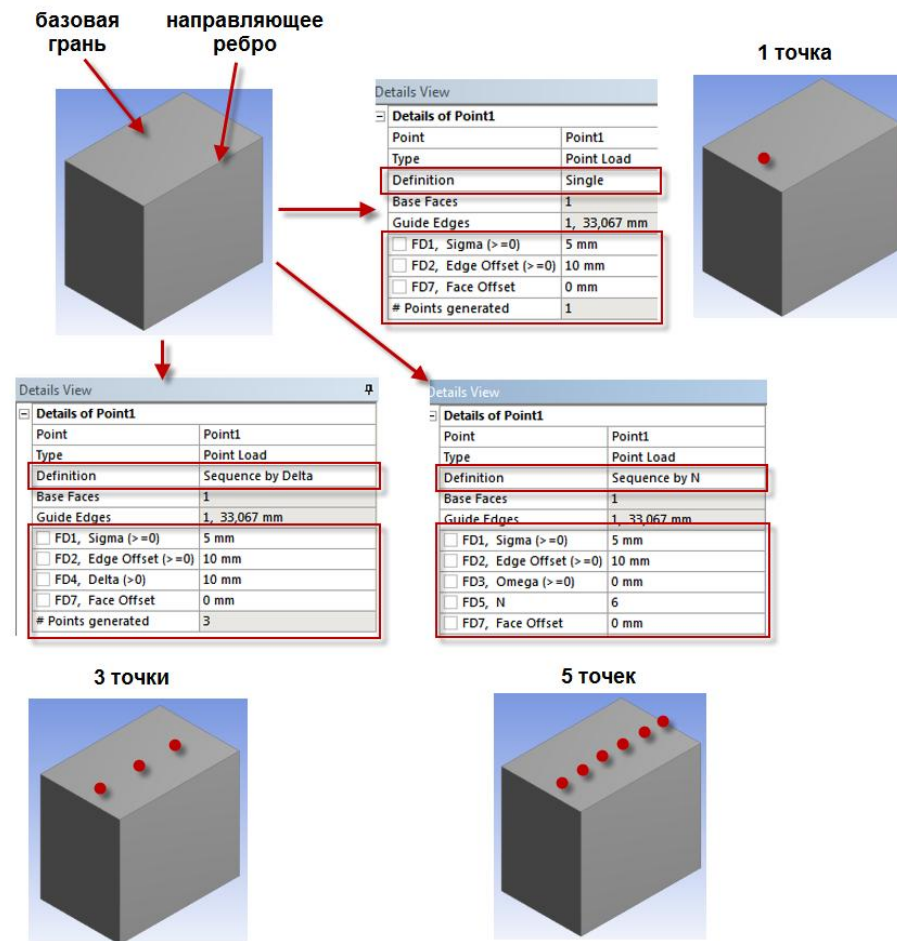 базовая
грань
направляющее
ребро
1 точка
Details View
Details of Point1
Point Point1
Type Point Load
Definition Single
Base Faces 1
Guide Edges 1, 33,067 mm
FD1, Sigma (>=0) 5 mm
FD2, Edge Offset (>=0) 10 mm
FD7, Face Offset 0 mm
# Points generated 1
Details View
Details of Point1
Point Point1
Type Point Load
Definition Sequence by Delta
Base Faces 1
Guide Edges 1, 33,067 mm
FD1, Sigma (>=0) 5 mm
FD2, Edge Offset (>=0) 10 mm
FD4, Delta (>0) 10 mm
FD7, Face Offset 0 mm
# Points generated 3
Details View
Details of Point1
Point Point1
Type Point Load
Definition Sequence by N
Base Faces 1
Guide Edges 1, 33,067 mm
FD1, Sigma (>=0) 5 mm
FD2, Edge Offset (>=0) 10 mm
FD3, Omega (>=0) 0 mm
FD5, N 6
FD7, Face Offset 0 mm
3 точки
5 точек